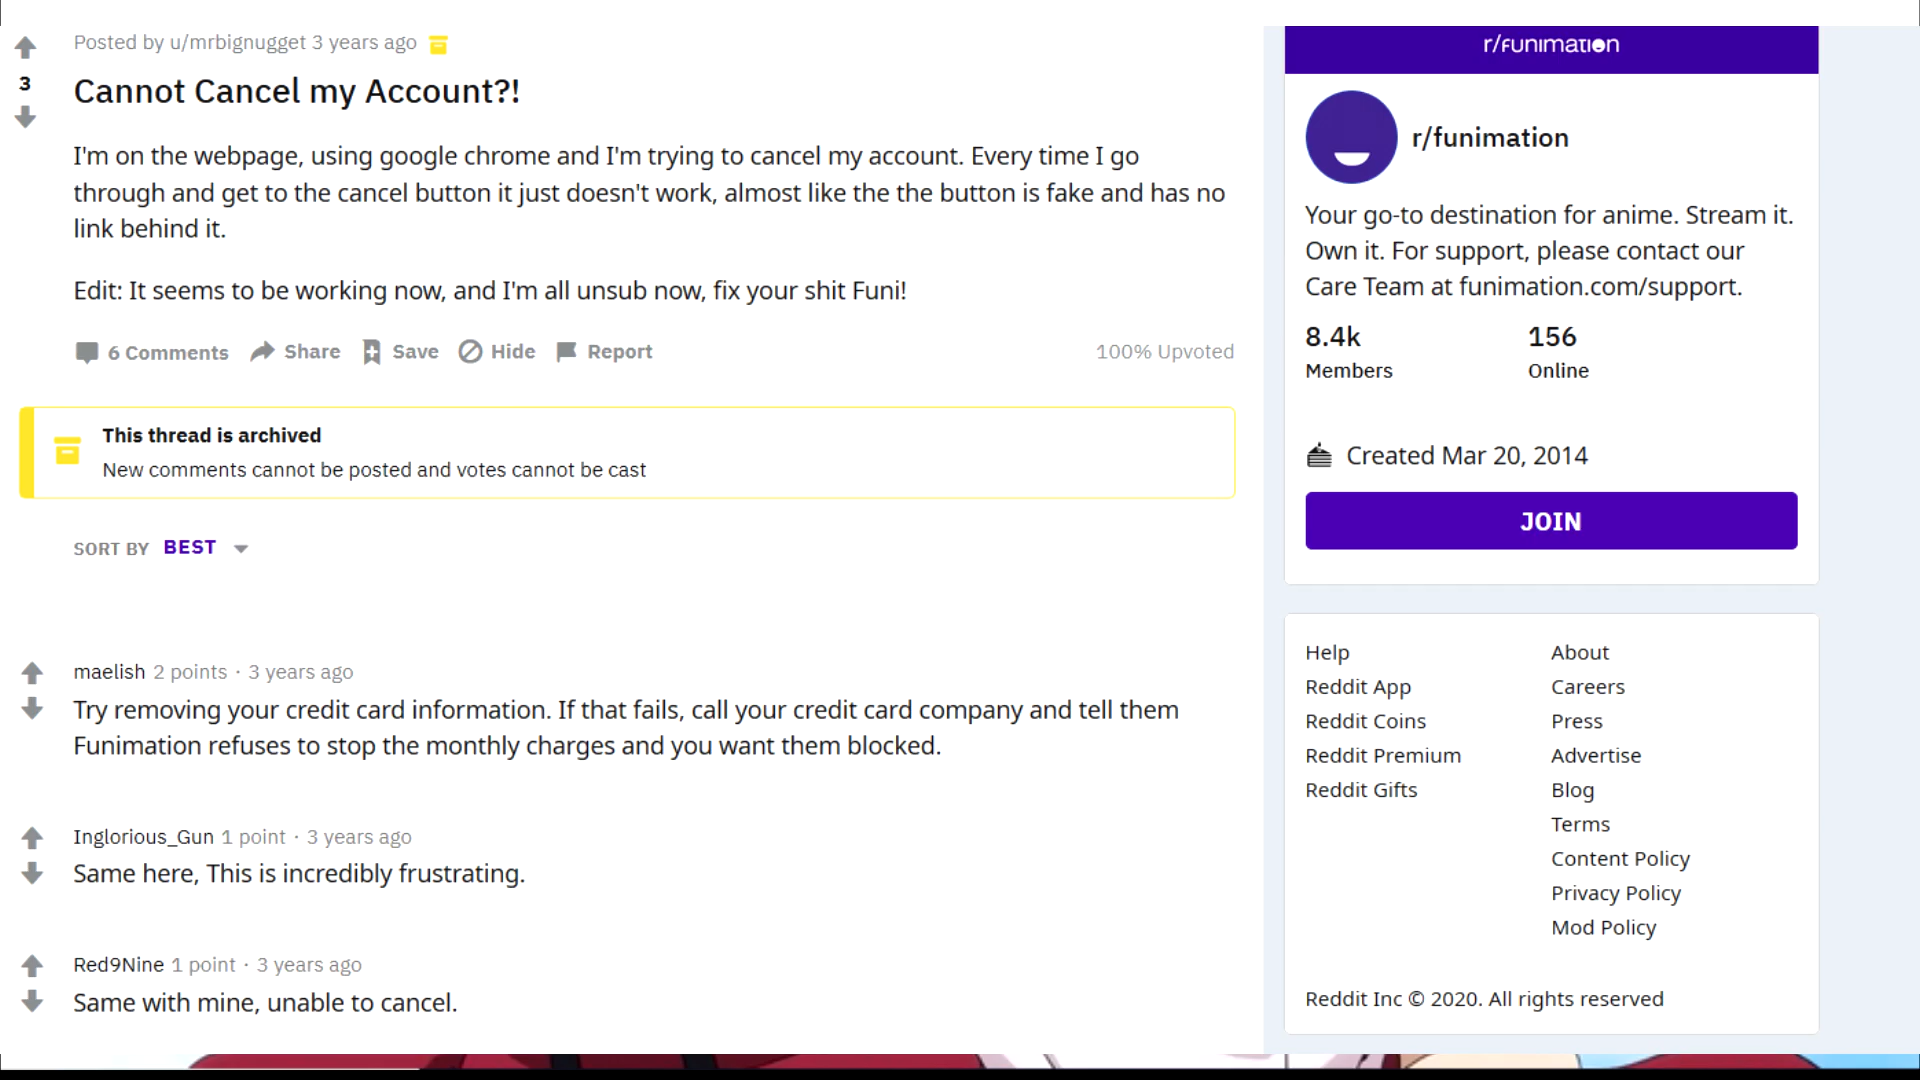 Posted by u/mrbignugget 3 years ago
3
Cannot Cancel my Account?!
I'm on the webpage, using google chrome and I'm trying to cancel my account. Every time I go
through and get to the cancel button it just doesn't work, almost like the the button is fake and has no
link behind it.
Edit: It seems to be working now, and I'm all unsub now, fix your shit Funi!
6 Comments Share Save Hide Report 100% Upvoted
This thread is archived
New comments cannot be posted and votes cannot be cast
SORT BY BEST
maelish 2 points · 3 years ago
Try removing your credit card information. If that fails, call your credit card company and tell them
Funimation refuses to stop the monthly charges and you want them blocked.
Inglorious_Gun 1 point · 3 years ago
Same here, This is incredibly frustrating.
Red9Nine 1 point · 3 years ago
Same with mine, unable to cancel.
r/Funimation
r/funimation
Your go-to destination for anime. Stream it.
Own it. For support, please contact our
Care Team at funimation.com/support.
8.4k 156
Members Online
Created Mar 20, 2014
JOIN
Help About
Reddit App Careers
Reddit Coins Press
Reddit Premium Advertise
Reddit Gifts Blog
Terms
Content Policy
Privacy Policy
Mod Policy
Reddit Inc © 2020. All rights reserved